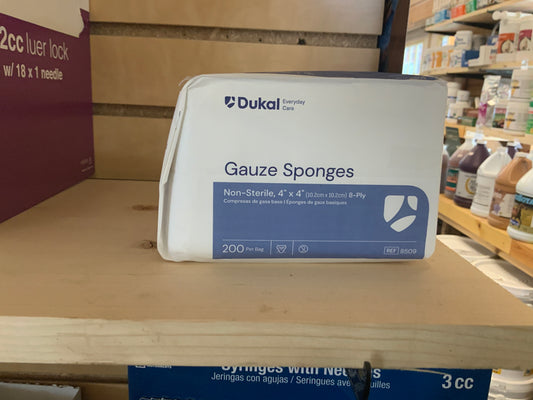 2cc luer lock
w/ 18 x 1 needle
Dukal Everyday
Care
Gauze Sponges
Non-Sterile, 4" x 4" (10.2cm x 10.2cm) 8-Ply
Compresas de gasa base | Éponges de gaze basiques
200 Per Bag
REF 8509
Syringes with
Jeringas con agujas / Seringues avec
3 cc